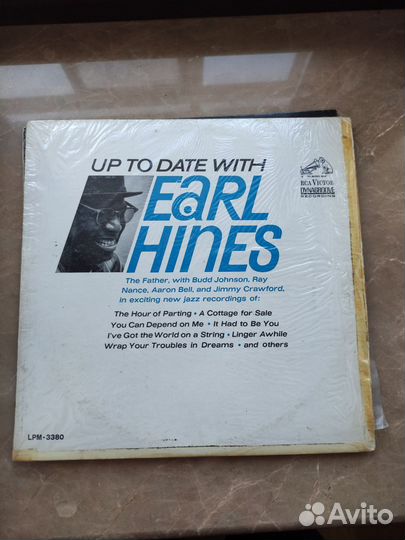 UP TO DATE WITH
EARL
HINES
RCA VICTOR
DYNAGROOVE
RECORDING
The Father, with Budd Johnson, Ray
Nance, Aaron Bell, and Jimmy Crawford,
in exciting new jazz recordings of:
The Hour of Parting • A Cottage for Sale
You Can Depend on Me • It Had to Be You
I've Got the World on a String • Linger Awhile
Wrap Your Troubles in Dreams • and others
LPM-3380
Avito